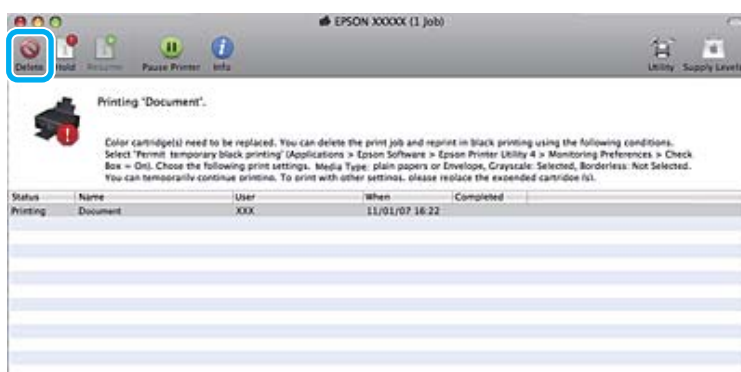 EPSON XXXXX (1 Job)
Delete Hold Resume Pause Printer Info Utility Supply Levels
Printing "Document".
Color cartridge(s) need to be replaced. You can delete the print job and reprint in black printing using the following conditions.
Select "Permit temporary black printing" (Applications > Epson Software > Epson Printer Utility 4 > Monitoring Preferences > Check
Box - On). Chose the following print settings. Media Type: plain papers or Envelope, Grayscale: Selected, Borderless: Not Selected.
You can temporarily continue printing. To print with other settings, please replace the expended cartridge (s).
Status Name User When Completed
Printing Document XXX 11/01/07 16:22